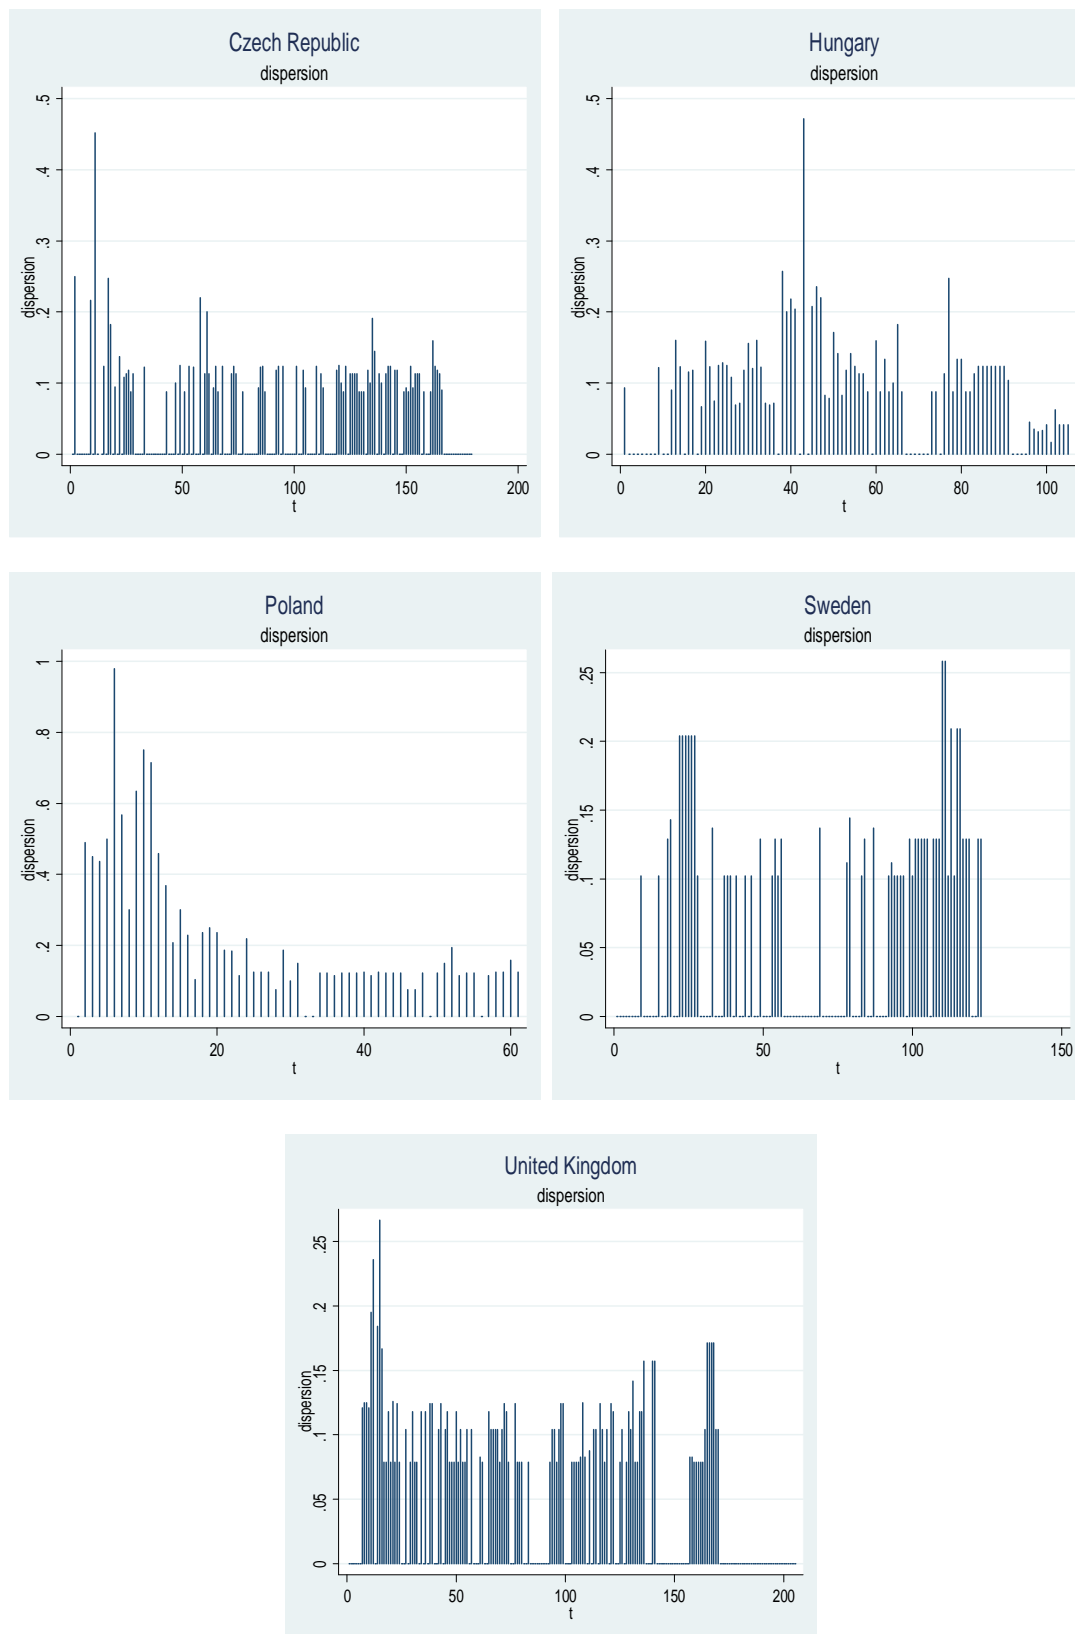 Czech Republic
dispersion
dispersion
.5
.4
.3
.2
.1
0
0 50 100 150 200
t
Hungary
dispersion
dispersion
.5
.4
.3
.2
.1
0
0 20 40 60 80 100
t
Poland
dispersion
dispersion
1
.8
.6
.4
.2
0
0 20 40 60
t
Sweden
dispersion
dispersion
.25
.2
.15
.1
.05
0
0 50 100 150
t
United Kingdom
dispersion
dispersion
.25
.2
.15
.1
.05
0
0 50 100 150 200
t